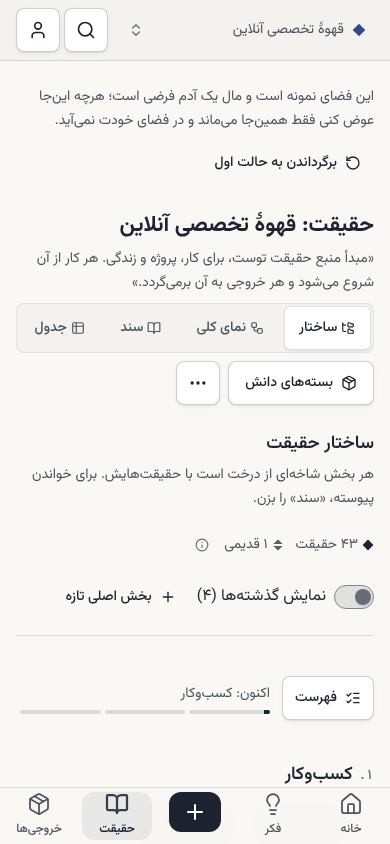 قهوهٔ تخصصی آنلاین
این فضای نمونه است و مال یک آدم فرضی است؛ هرچه این‌جا
عوض کنی فقط همین‌جا می‌ماند و در فضای خودت نمی‌آید.
برگرداندن به حالت اول
حقیقت: قهوهٔ تخصصی آنلاین
«مبدأ منبع حقیقت توست، برای کار، پروژه و زندگی. هر کار از آن
شروع می‌شود و هر خروجی به آن برمی‌گردد.»
ساختار نمای کلی سند جدول
بسته‌های دانش
ساختار حقیقت
هر بخش شاخه‌ای از درخت است با حقیقت‌هایش. برای خواندن
پیوسته، «سند» را بزن.
۴۳ حقیقت ۱ قدیمی
نمایش گذشته‌ها (۴) بخش اصلی تازه
فهرست اکنون: کسب‌وکار
۱. کسب‌وکار
خانه فکر حقیقت خروجی‌ها